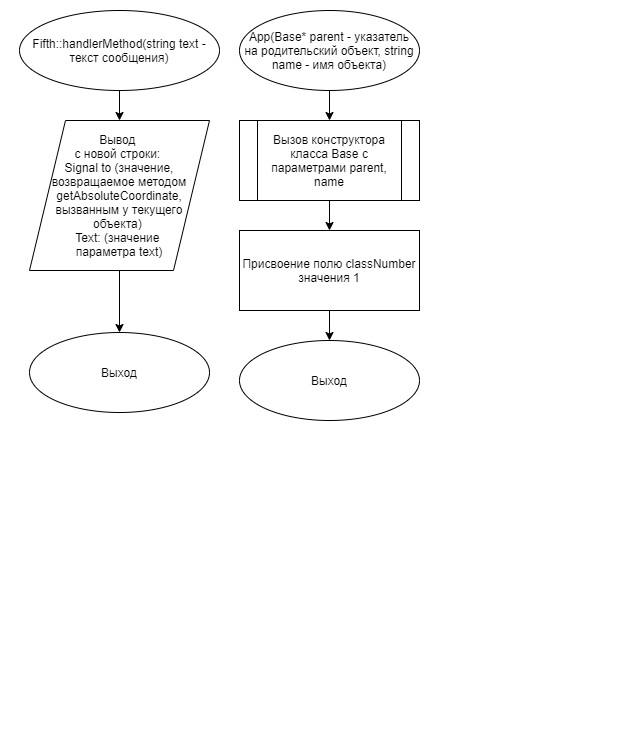 Fifth::handlerMethod(string text -
текст сообщения)
Вывод
с новой строки:
Signal to (значение,
возвращаемое методом
getAbsoluteCoordinate,
вызванным у текущего
объекта)
Text: (значение
параметра text)
Выход
App(Base* parent - указатель
на родительский объект, string
name - имя объекта)
Вызов конструктора
класса Base с
параметрами parent,
name
Присвоение полю classNumber
значения 1
Выход